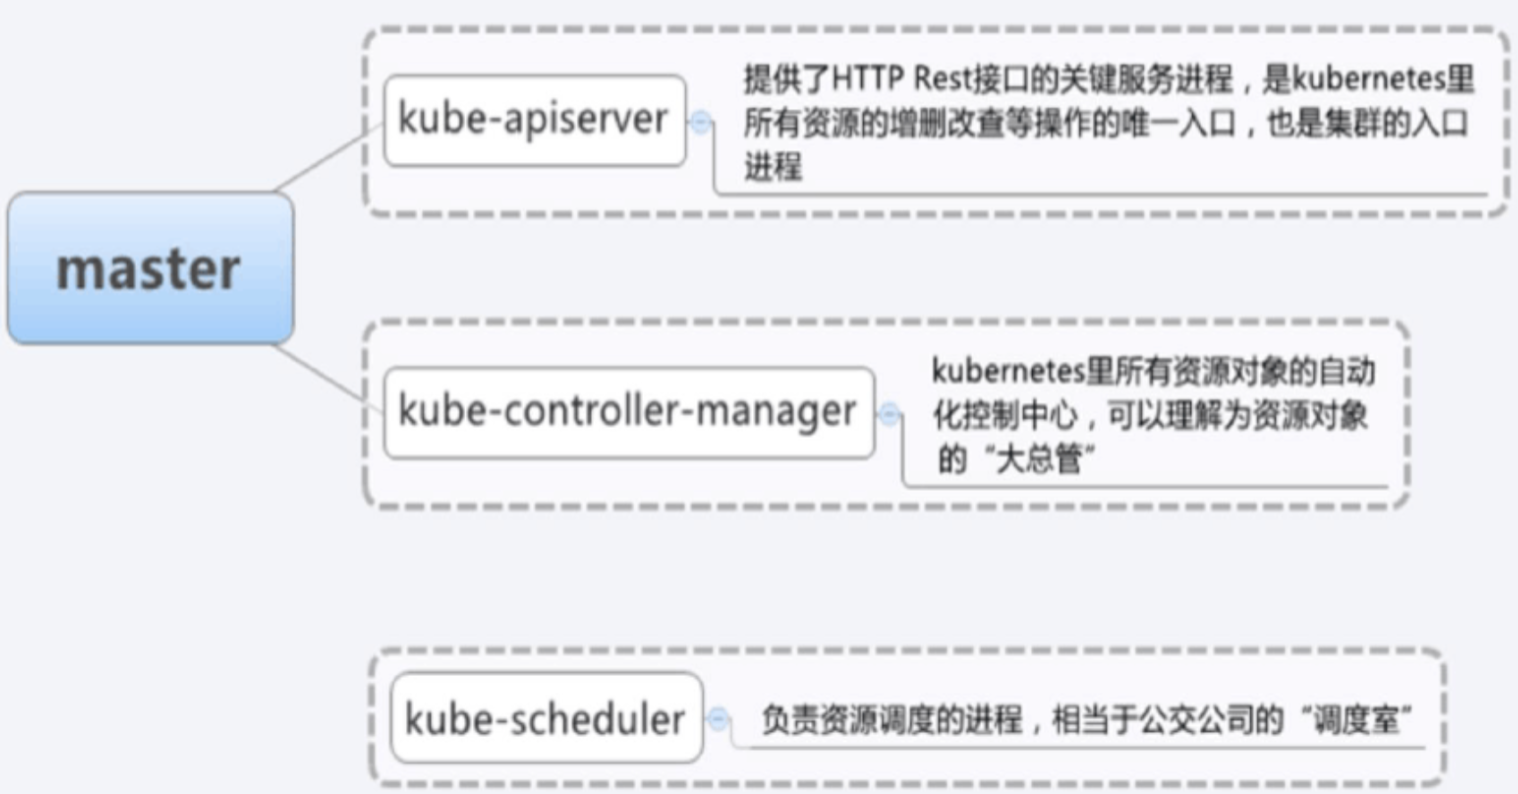 master
kube-apiserver
提供了HTTP Rest接口的关键服务进程，是kubernetes里
所有资源的增删改查等操作的唯一入口，也是集群的入口
进程
kube-controller-manager
kubernetes里所有资源对象的自动
化控制中心，可以理解为资源对象
的“大总管”
kube-scheduler
负责资源调度的进程，相当于公交公司的“调度室”